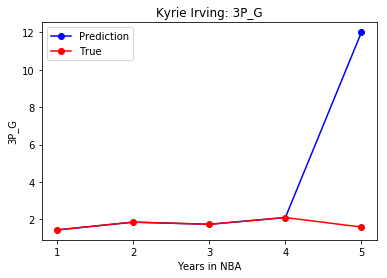 Kyrie Irving: 3P_G
Prediction
True
12
10
8
6
4
2
3P_G
1 2 3 4 5
Years in NBA